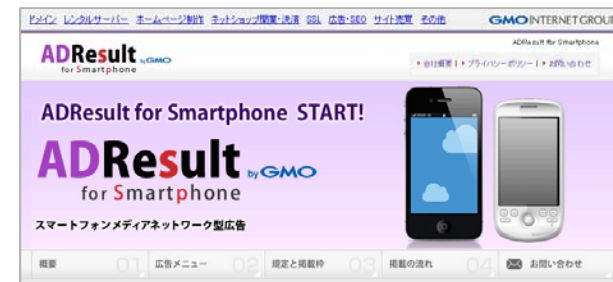 ドメイン レンタルサーバー ホームページ制作 ネットショップ開業・決済 SSL 広告・SEO サイト売買 その他 GMO INTERNET GROUP
ADResult for Smartphone
ADResult by GMO
for Smartphone
会社概要 | プライバシーポリシー | お問い合わせ
ADResult for Smartphone START!
ADResult by GMO
for Smartphone
スマートフォンメディアネットワーク型広告
概要 01 広告メニュー 02 規定と掲載枠 03 掲載の流れ 04 お問い合わせ